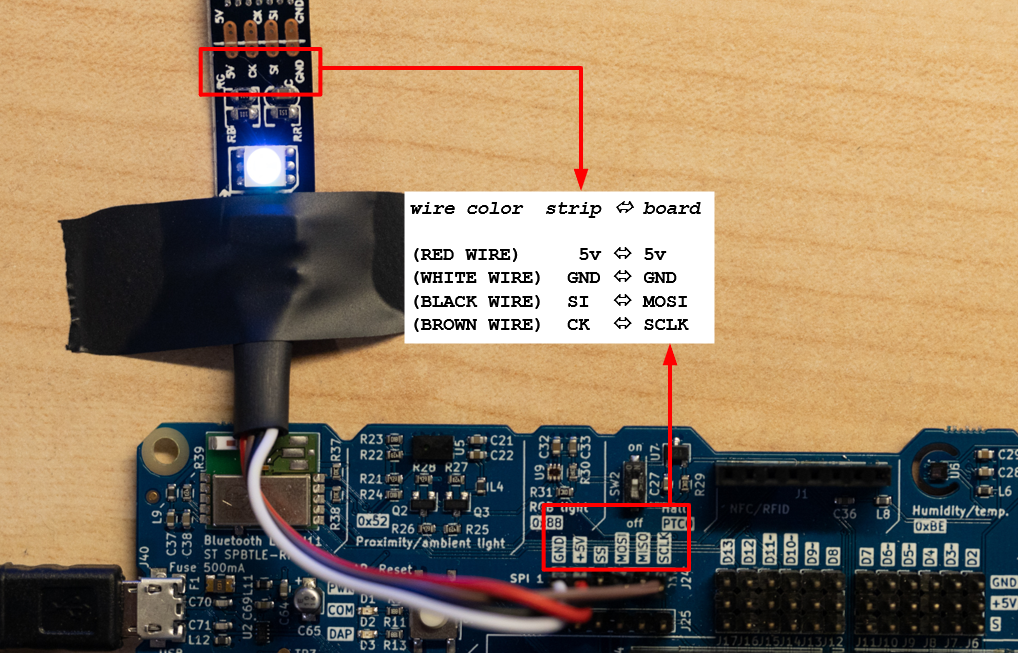 5V CK SI GND
5V CK SI GND
RG C
RB RR
wire color strip ⇔ board
(RED WIRE) 5v ⇔ 5v
(WHITE WIRE) GND ⇔ GND
(BLACK WIRE) SI ⇔ MOSI
(BROWN WIRE) CK ⇔ SCLK
R39
R37
R38
L9
C37
C38
R23
R22
U5
C21
C22
R28 R27
R21
R24
L4
Q2
Q3
0x52
R26
R25
Proximity/ambient light
C32
C33
U9
R30
R31
on
U7
SW2
C27
R29
off
0xBB
PTC
J1
NFC/RFID
C36
L8
U6
C29
C28
L6
Humidity/temp.
0xBE
ST SPBTLE-R
Fuse 500mA
J40
F1
C70
C69
L11
C71
L12
U2
C64
C65
PWR
COM
DAP
D1
D2
D3
R11
R13
Reset
SPI 1
GND +5V SS MOSI MISO SCLK
J24
J25
D13 D12 D11- D10- D9- D8
D7 D6- D5- D4 D3- D2
GND
+5V
S
J17 J16 J15 J14 J13 J12
J11 J10 J9 J8 J7 J6